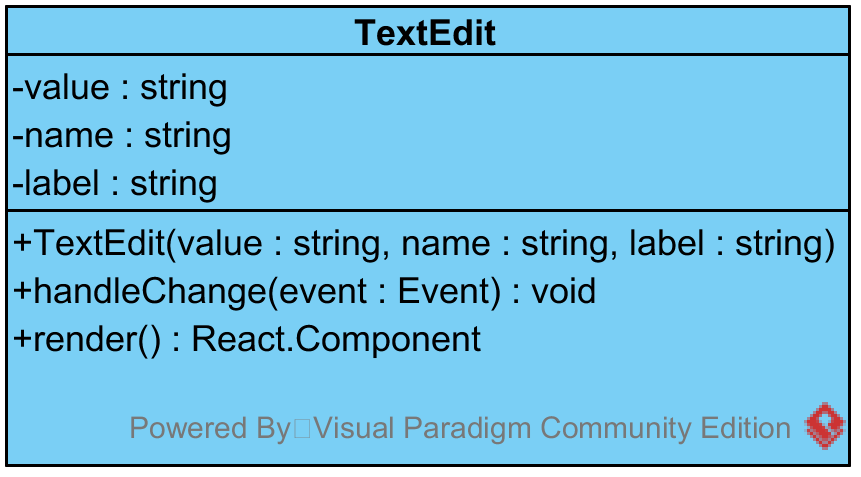 TextEdit
-value : string
-name : string
-label : string
+TextEdit(value : string, name : string, label : string)
+handleChange(event : Event) : void
+render() : React.Component
Powered By Visual Paradigm Community Edition